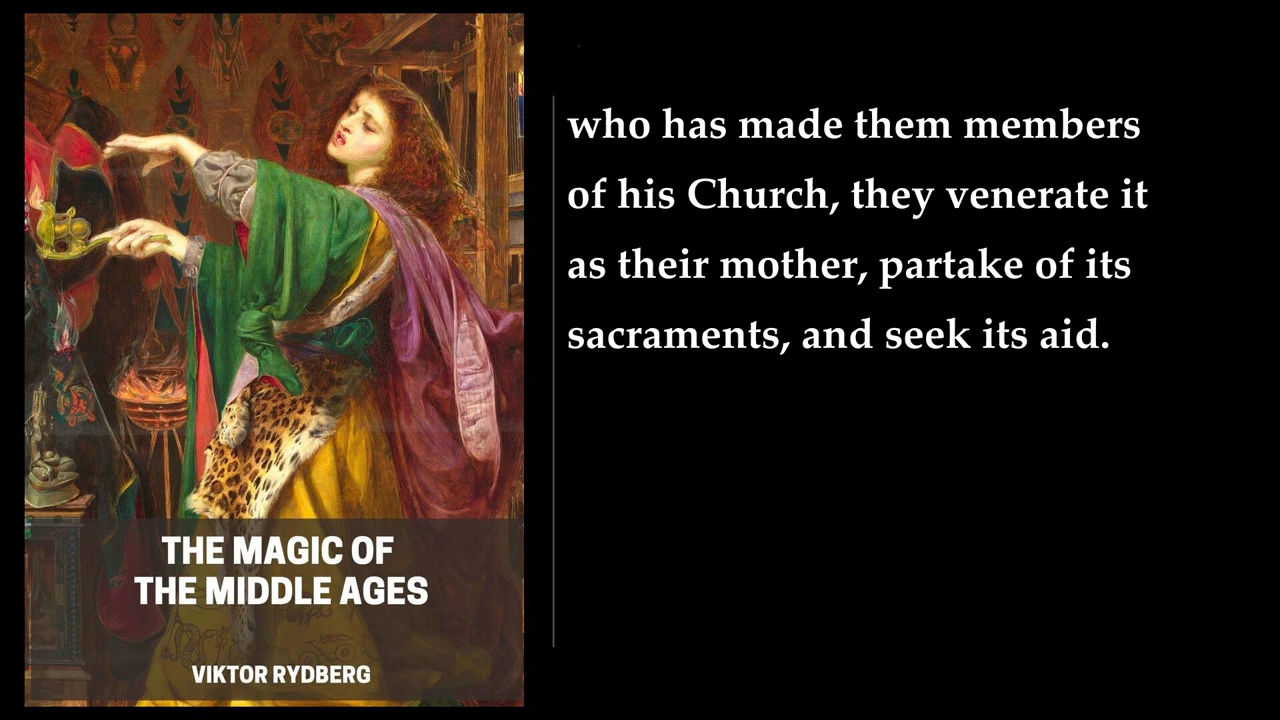 THE MAGIC OF
THE MIDDLE AGES
VIKTOR RYDBERG
who has made them members
of his Church, they venerate it
as their mother, partake of its
sacraments, and seek its aid.